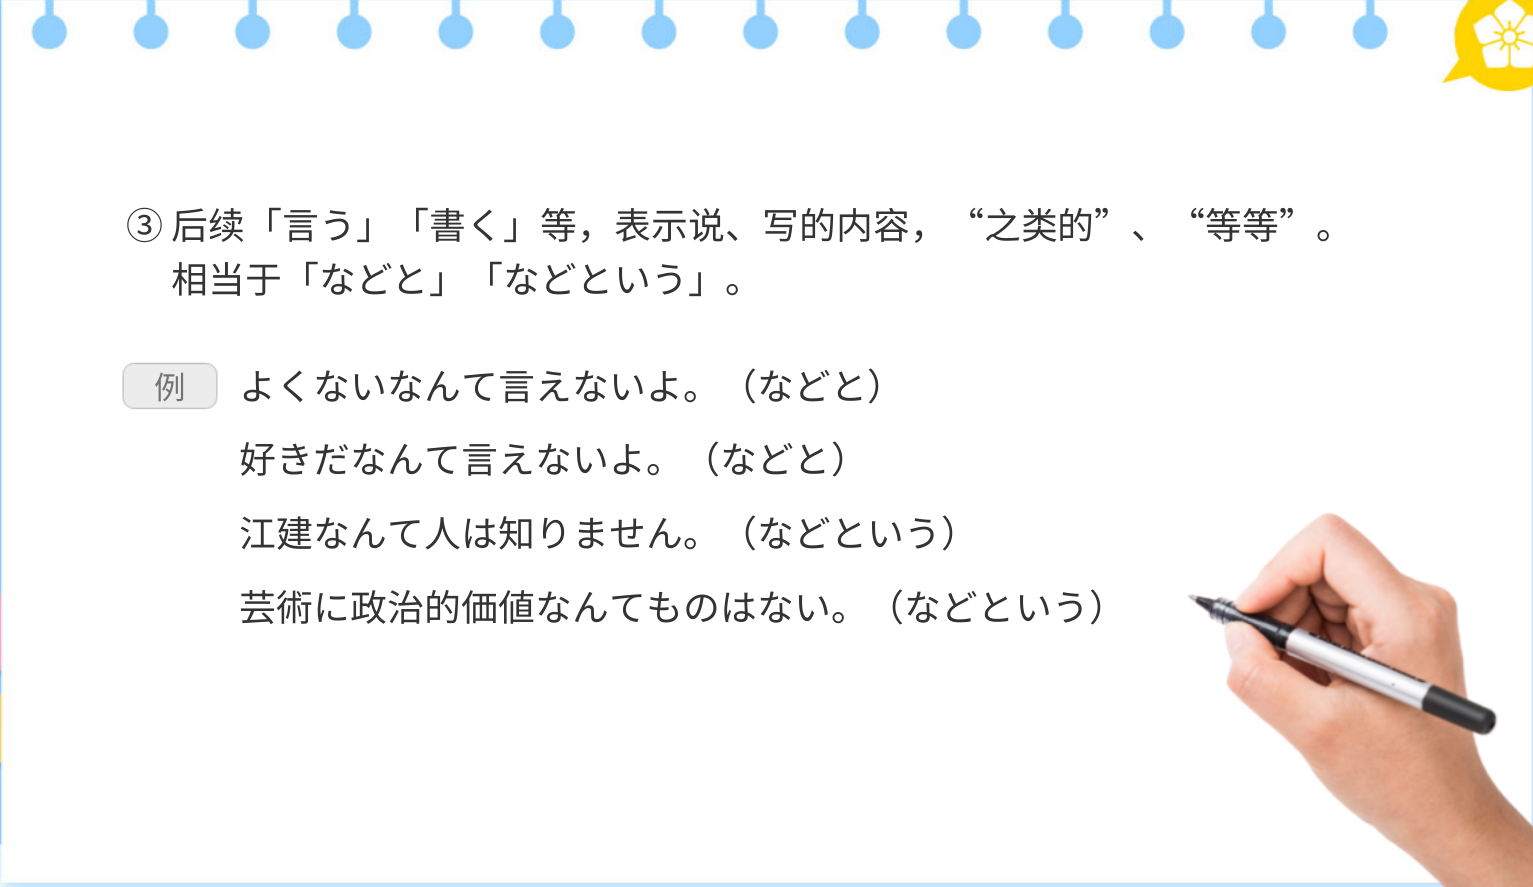 ③后续「言う」「書く」等，表示说、写的内容，“之类的”、“等等”。
相当于「などと」「などという」。
例 よくないなんて言えないよ。（などと）
好きだなんて言えないよ。（などと）
江建なんて人は知りません。（などという）
芸術に政治的価値なんてものはない。（などという）